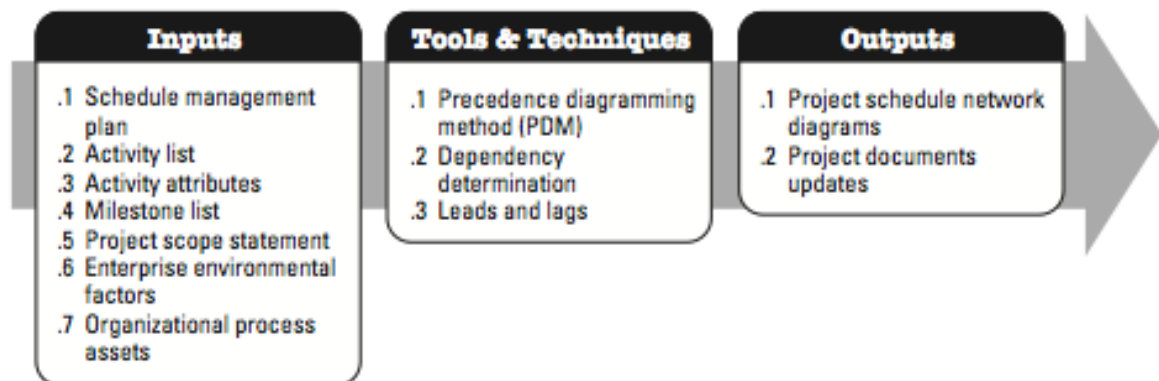 Inputs
.1 Schedule management
plan
.2 Activity list
.3 Activity attributes
.4 Milestone list
.5 Project scope statement
.6 Enterprise environmental
factors
.7 Organizational process
assets
Tools & Techniques
.1 Precedence diagramming
method (PDM)
.2 Dependency
determination
.3 Leads and lags
Outputs
.1 Project schedule network
diagrams
.2 Project documents
updates